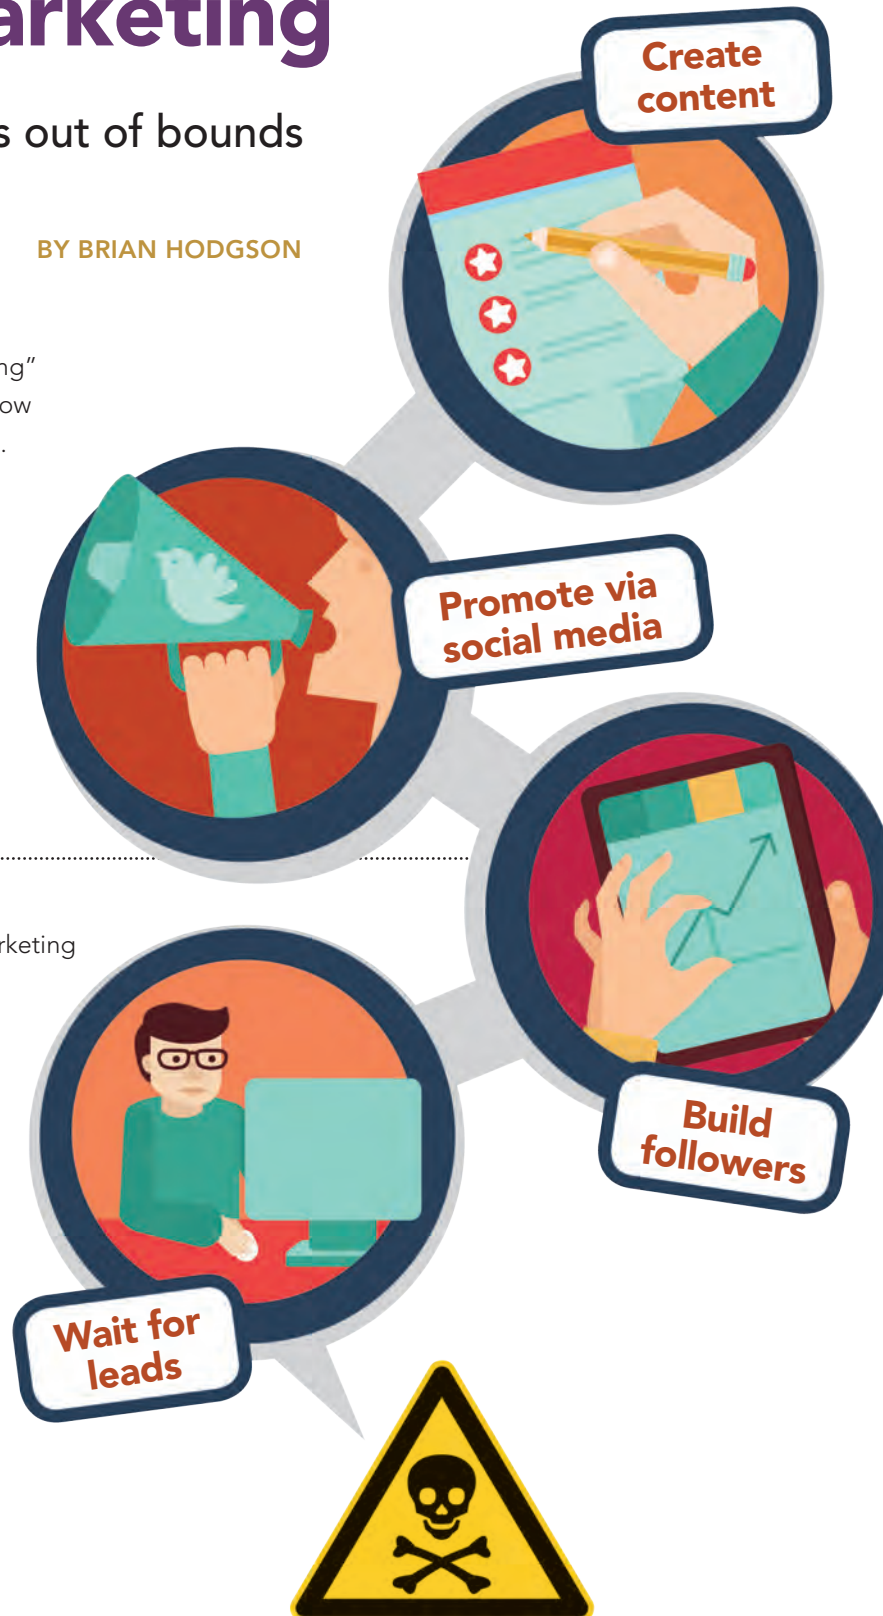 arketing
s out of bounds
BY BRIAN HODGSON
ng”
ow
.
Create
content
Promote via
social media
rketing
Build
followers
Wait for
leads